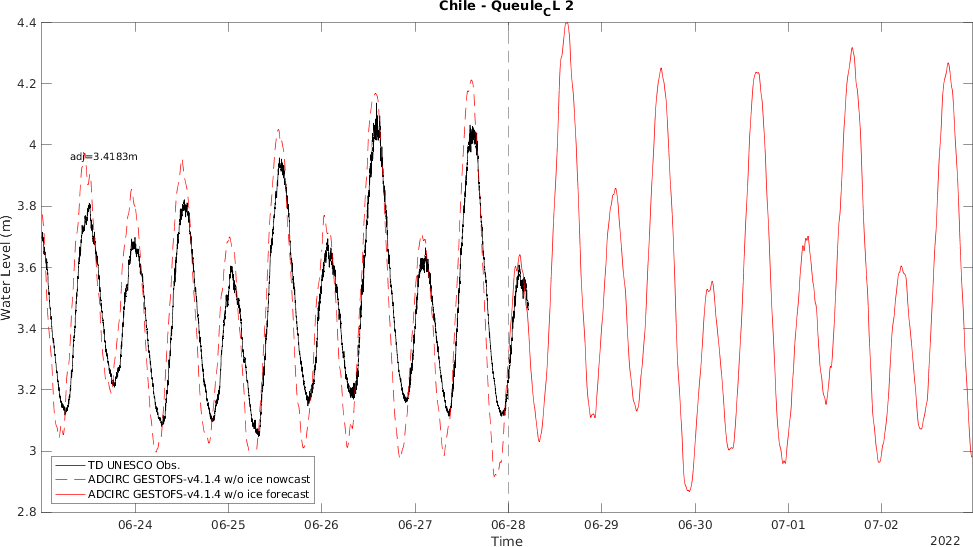 Chile - Queule_CL 2
4.4
4.2
4
3.8
3.6
3.4
3.2
3
2.8
Water Level (m)
adj=3.4183m
TD UNESCO Obs.
ADCIRC GESTOFS-v4.1.4 w/o ice nowcast
ADCIRC GESTOFS-v4.1.4 w/o ice forecast
06-24 06-25 06-26 06-27 06-28 06-29 06-30 07-01 07-02
Time
2022